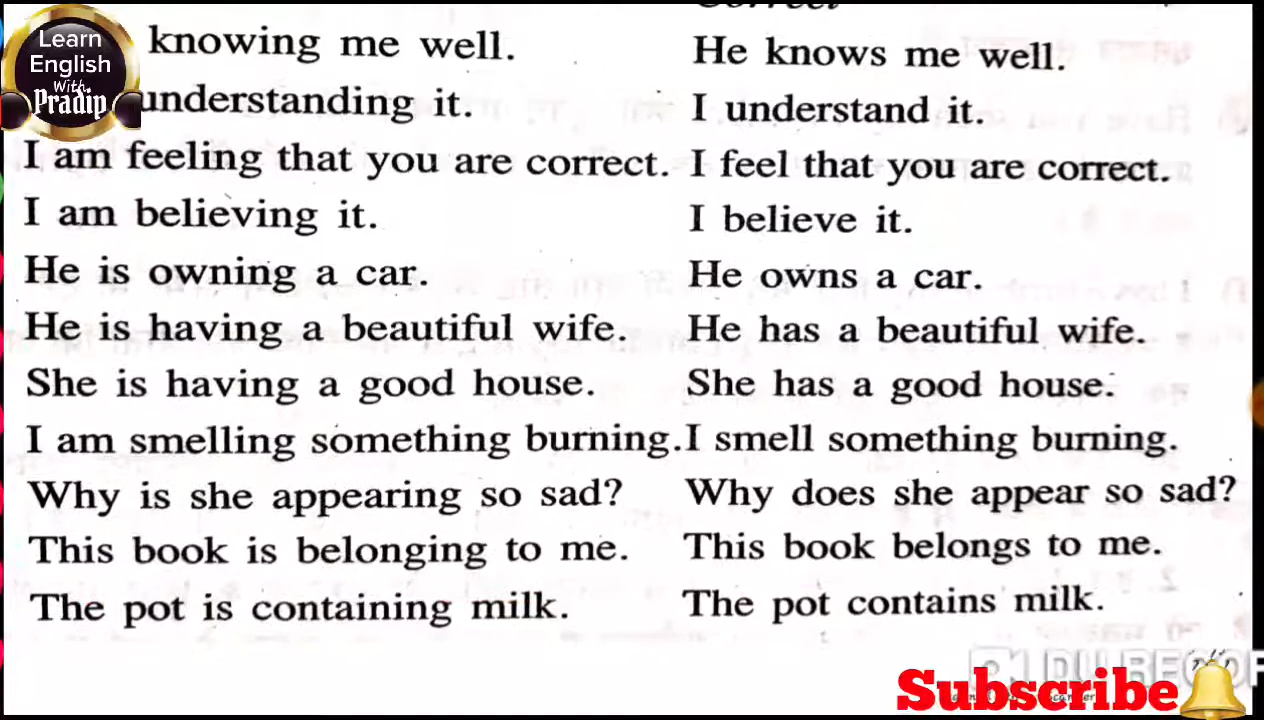 Learn
English
With
Pradip
Correct
knowing me well. He knows me well.
understanding it. I understand it.
I am feeling that you are correct. I feel that you are correct.
I am believing it. I believe it.
He is owning a car. He owns a car.
He is having a beautiful wife. He has a beautiful wife.
She is having a good house. She has a good house.
I am smelling something burning. I smell something burning.
Why is she appearing so sad? Why does she appear so sad?
This book is belonging to me. This book belongs to me.
The pot is containing milk. The pot contains milk.
Subscribe